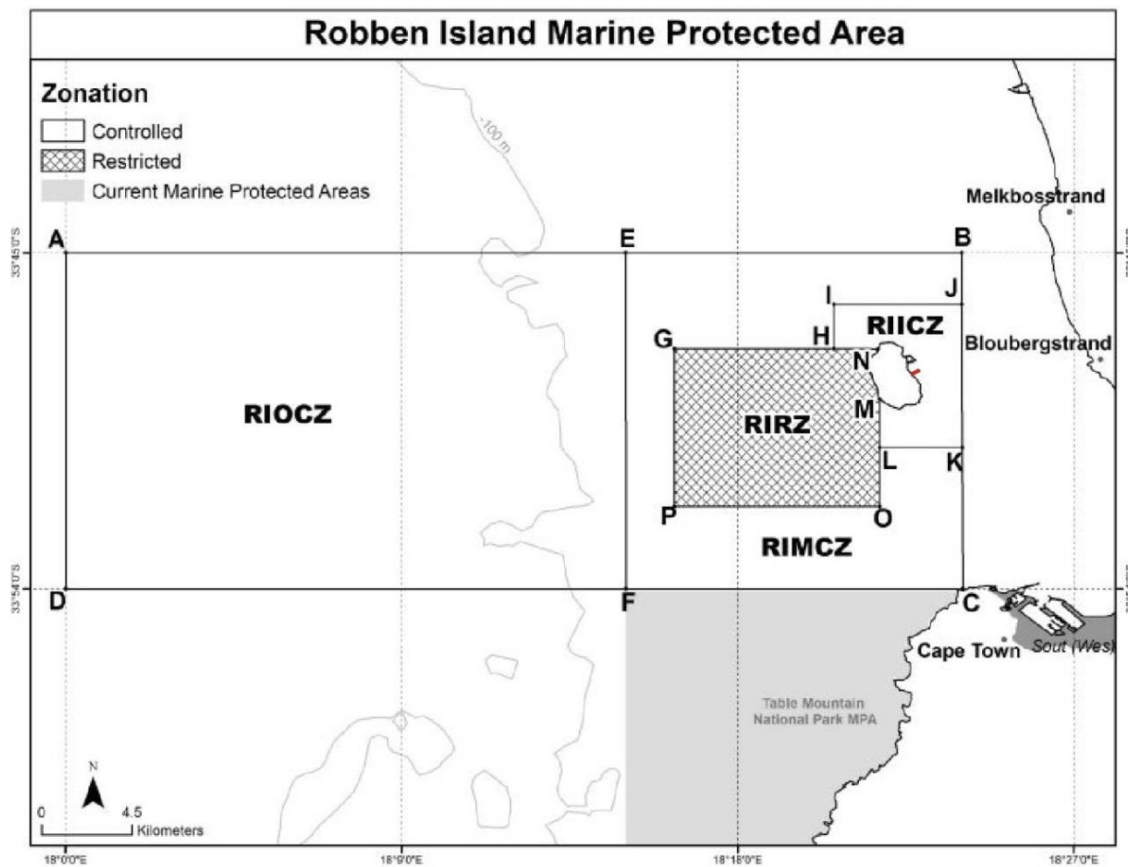 Robben Island Marine Protected Area
Zonation
Controlled
Restricted
Current Marine Protected Areas
-100 m
Melkbosstrand
A
E
B
33°45'0"S
I
J
RIICZ
G
H
N
Bloubergstrand
RIOCZ
M
RIRZ
L
K
P
O
RIMCZ
33°54'0"S
D
F
C
Cape Town
Sout (Wes)
Table Mountain
National Park MPA
N
0
4.5
Kilometers
18°0'0"E
18°9'0"E
18°18'0"E
18°27'0"E